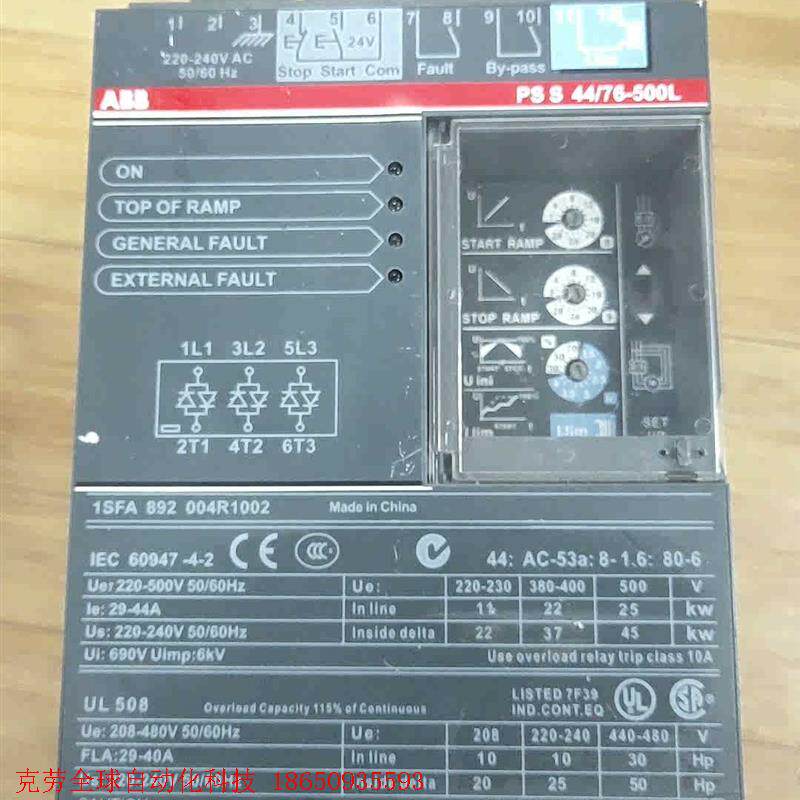 1 2 3 4 5 6 7 8 9 10 11 12
220-240V AC
50/60 Hz
24V
Stop Start Com Fault By-pass
ABB PS S 44/76-500L
ON
TOP OF RAMP
GENERAL FAULT
EXTERNAL FAULT
START RAMP
STOP RAMP
U ini
Ilim
SET
1L1 3L2 5L3
2T1 4T2 6T3
1SFA 892 004R1002 Made in China
IEC 60947-4-2 CE CCC 44: AC-53a: 8-1.6: 80-6
Ue: 220-500V 50/60Hz Ue: 220-230 380-400 500 V
Ie: 29-44A In line 11 22 25 kw
Us: 220-240V 50/60Hz Inside delta 22 37 45 kw
Ui: 690V Uimp: 6kV Use overload relay trip class 10A
UL 508 Overload Capacity 115% of Continuous LISTED 7F39
IND.CONT.EQ UL SA
Ue: 208-480V 50/60Hz Ue: 208 220-240 440-480 V
FLA: 29-40A In line 10 10 30 Hp
20 25 50 Hp
克劳全球自动化科技 18650935593